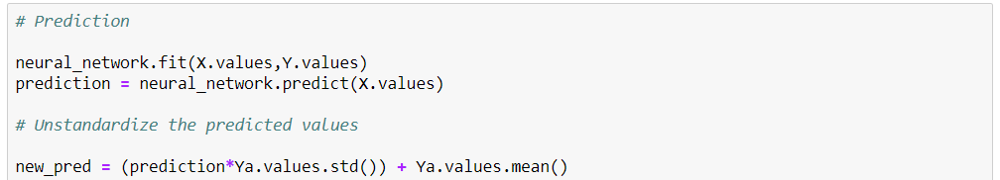 # Prediction
neural_network.fit(X.values,Y.values)
prediction = neural_network.predict(X.values)
# Unstandardize the predicted values
new_pred = (prediction*Ya.values.std()) + Ya.values.mean()